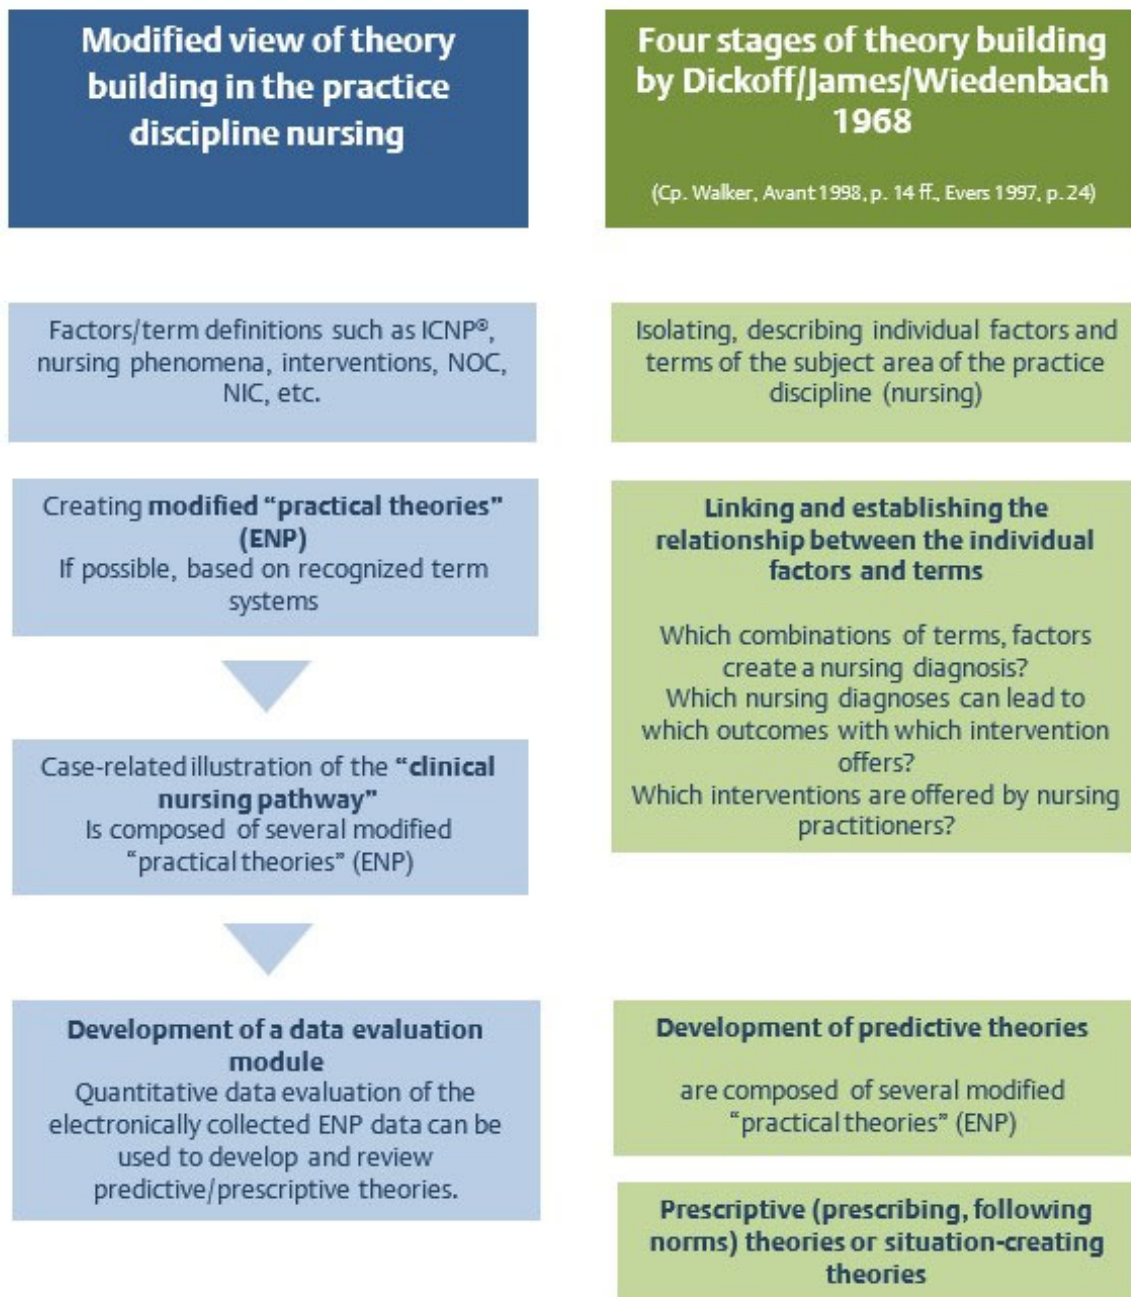 Modified view of theory
building in the practice
discipline nursing
Four stages of theory building
by Dickoff/James/Wiedenbach
1968
(Cp. Walker, Avant 1998, p. 14 ff., Evers 1997, p. 24)
Factors/term definitions such as ICNP®,
nursing phenomena, interventions, NOC,
NIC, etc.
Isolating, describing individual factors and
terms of the subject area of the practice
discipline (nursing)
Creating modified “practical theories”
(ENP)
If possible, based on recognized term
systems
Linking and establishing the
relationship between the individual
factors and terms
Which combinations of terms, factors
create a nursing diagnosis?
Which nursing diagnoses can lead to
which outcomes with which intervention
offers?
Which interventions are offered by nursing
practitioners?
Case-related illustration of the “clinical
nursing pathway”
Is composed of several modified
“practical theories” (ENP)
Development of a data evaluation
module
Quantitative data evaluation of the
electronically collected ENP data can be
used to develop and review
predictive/prescriptive theories.
Development of predictive theories
are composed of several modified
“practical theories” (ENP)
Prescriptive (prescribing, following
norms) theories or situation-creating
theories